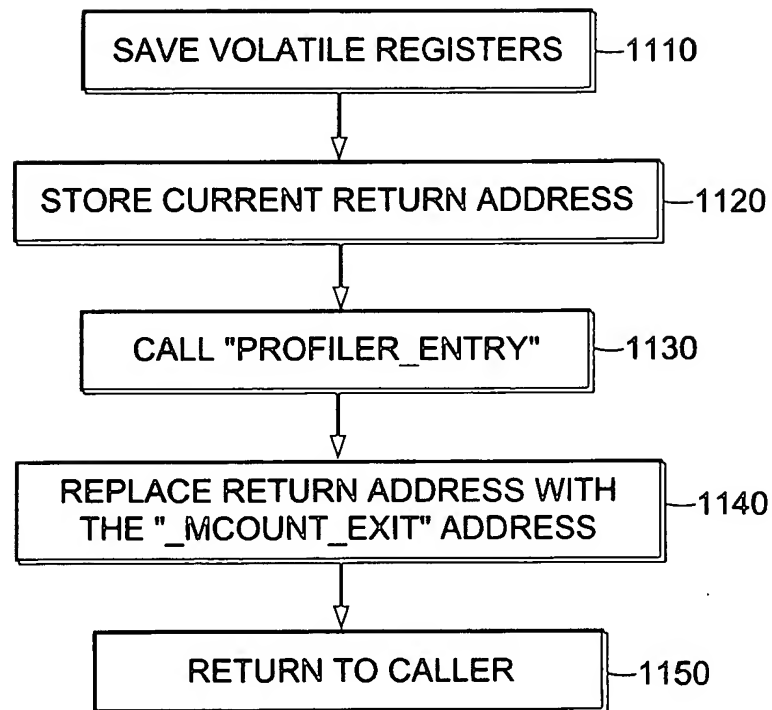 SAVE VOLATILE REGISTERS 1110
STORE CURRENT RETURN ADDRESS 1120
CALL "PROFILER_ENTRY" 1130
REPLACE RETURN ADDRESS WITH
THE "_MCOUNT_EXIT" ADDRESS 1140
RETURN TO CALLER 1150